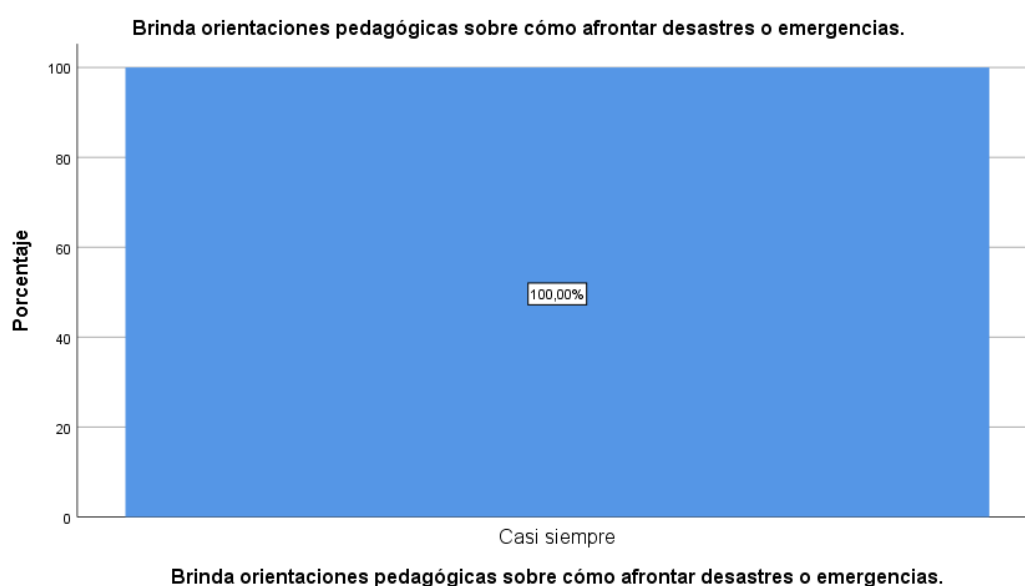 Brinda orientaciones pedagógicas sobre cómo afrontar desastres o emergencias.
100
80
60
40
20
0
Porcentaje
100,00%
Casi siempre
Brinda orientaciones pedagógicas sobre cómo afrontar desastres o emergencias.